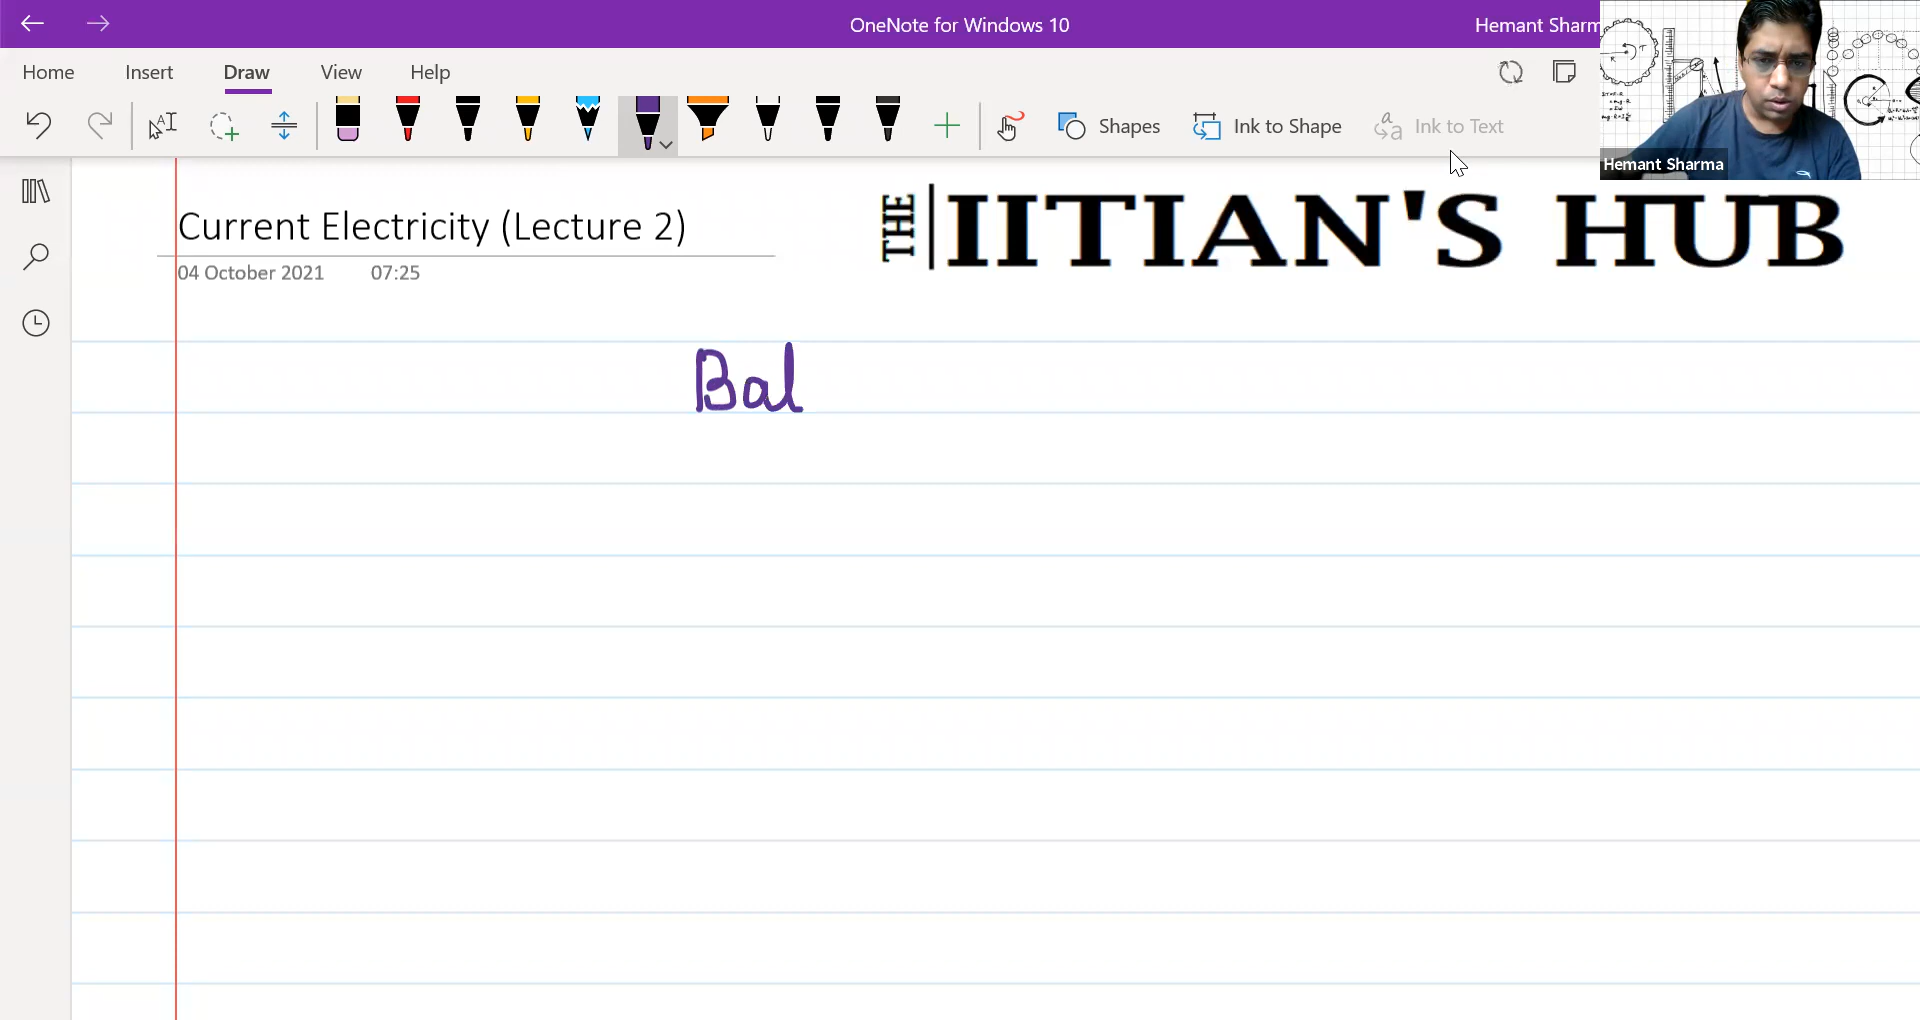 OneNote for Windows 10
Hemant Sharm
Home Insert Draw View Help
Shapes Ink to Shape Ink to Text
Hemant Sharma
Current Electricity (Lecture 2)
THE IITIAN'S HUB
04 October 2021 07:25
Bal